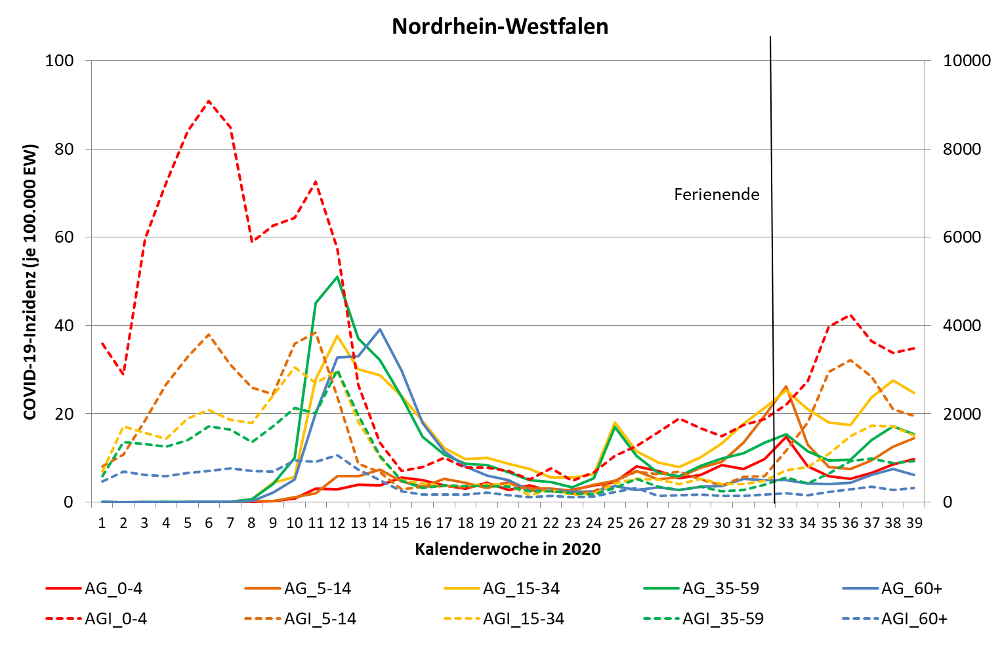 Nordrhein-Westfalen
100
80
60
40
20
0
10000
8000
6000
4000
2000
0
COVID-19-Inzidenz (je 100.000 EW)
Ferienende
1 2 3 4 5 6 7 8 9 10 11 12 13 14 15 16 17 18 19 20 21 22 23 24 25 26 27 28 29 30 31 32 33 34 35 36 37 38 39
Kalenderwoche in 2020
AG_0-4 AG_5-14 AG_15-34 AG_35-59 AG_60+
AGI_0-4 AGI_5-14 AGI_15-34 AGI_35-59 AGI_60+